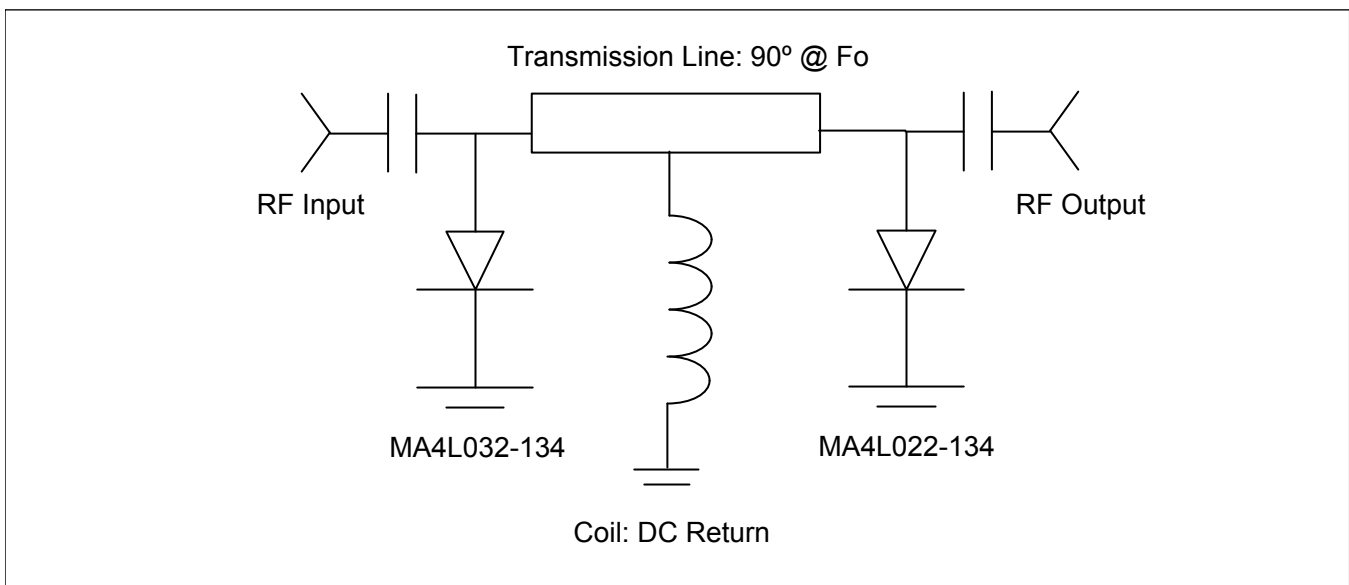 Transmission Line: 90º @ Fo
RF Input
RF Output
MA4L032-134
MA4L022-134
Coil: DC Return